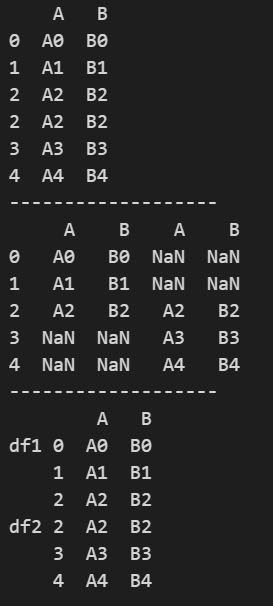 A   B
0  A0  B0
1  A1  B1
2  A2  B2
2  A2  B2
3  A3  B3
4  A4  B4
-------------------
     A    B    A    B
0   A0   B0  NaN  NaN
1   A1   B1  NaN  NaN
2   A2   B2   A2   B2
3  NaN  NaN   A3   B3
4  NaN  NaN   A4   B4
-------------------
        A   B
df1 0  A0  B0
    1  A1  B1
    2  A2  B2
df2 2  A2  B2
    3  A3  B3
    4  A4  B4